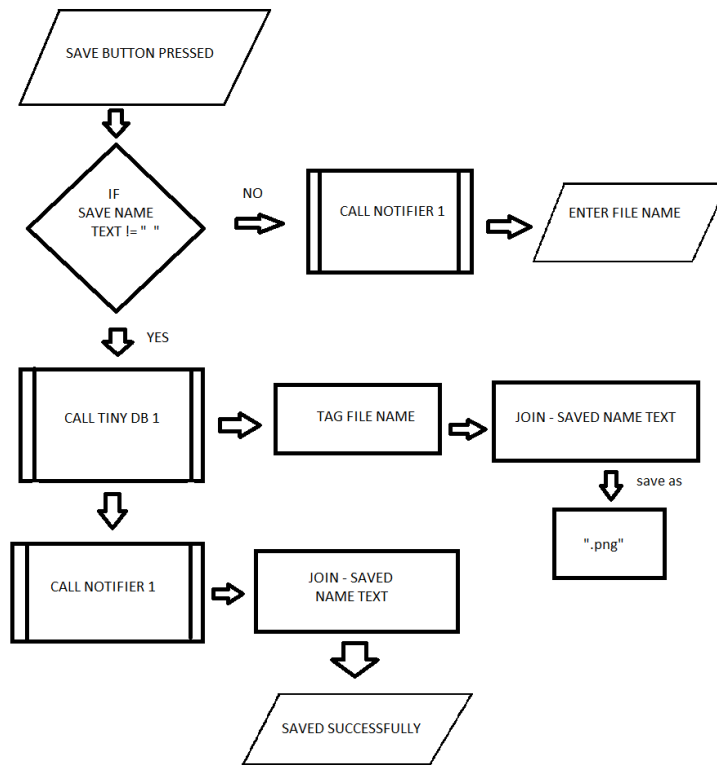 SAVE BUTTON PRESSED
IF
SAVE NAME
TEXT != "  "
NO
CALL NOTIFIER 1
ENTER FILE NAME
YES
CALL TINY DB 1
TAG FILE NAME
JOIN - SAVED NAME TEXT
save as
".png"
CALL NOTIFIER 1
JOIN - SAVED
NAME TEXT
SAVED SUCCESSFULLY